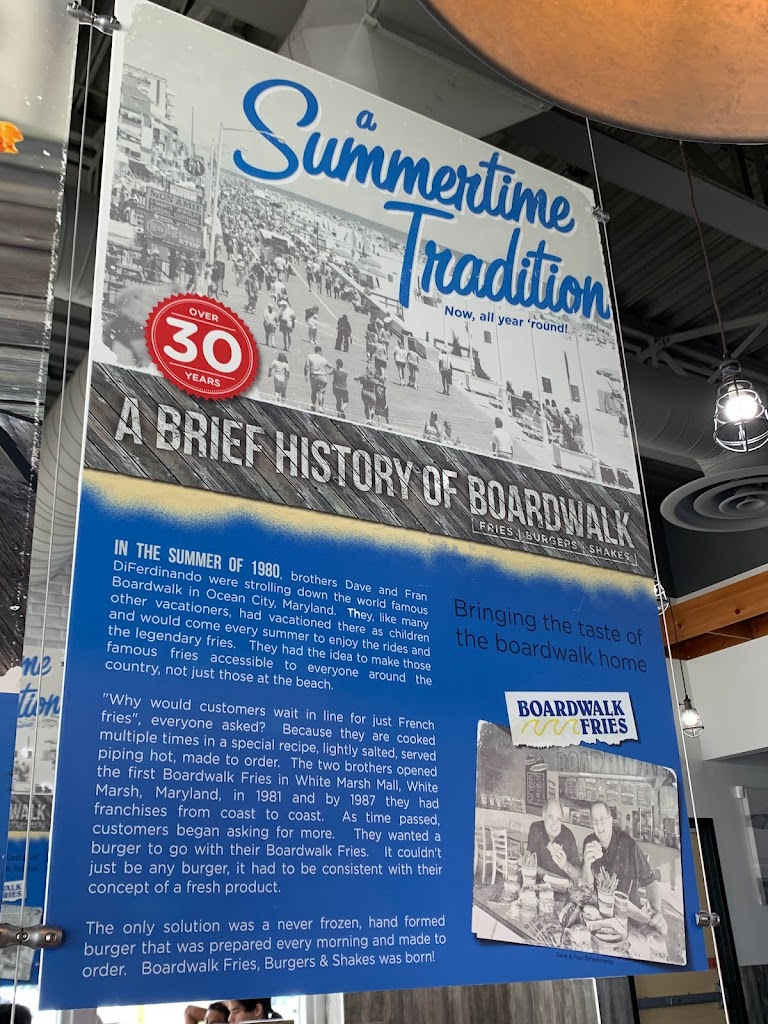 a
Summertime
Tradition
Now, all year 'round!
OVER
30
YEARS
A BRIEF HISTORY OF BOARDWALK
FRIES | BURGERS | SHAKES
IN THE SUMMER OF 1980, brothers Dave and Fran
DiFerdinando were strolling down the world famous
Boardwalk in Ocean City, Maryland. They, like many
other vacationers, had vacationed there as children
and would come every summer to enjoy the rides and
the legendary fries. They had the idea to make those
famous fries accessible to everyone around the
country, not just those at the beach.
"Why would customers wait in line for just French
fries", everyone asked? Because they are cooked
multiple times in a special recipe, lightly salted, served
piping hot, made to order. The two brothers opened
the first Boardwalk Fries in White Marsh Mall, White
Marsh, Maryland, in 1981 and by 1987 they had
franchises from coast to coast. As time passed,
customers began asking for more. They wanted a
burger to go with their Boardwalk Fries. It couldn't
just be any burger, it had to be consistent with their
concept of a fresh product.
The only solution was a never frozen, hand formed
burger that was prepared every morning and made to
order. Boardwalk Fries, Burgers & Shakes was born!
Bringing the taste of
the boardwalk home
BOARDWALK
FRIES
Dave & Fran DiFerdinando
me
tion
WALK
ALK
RIES